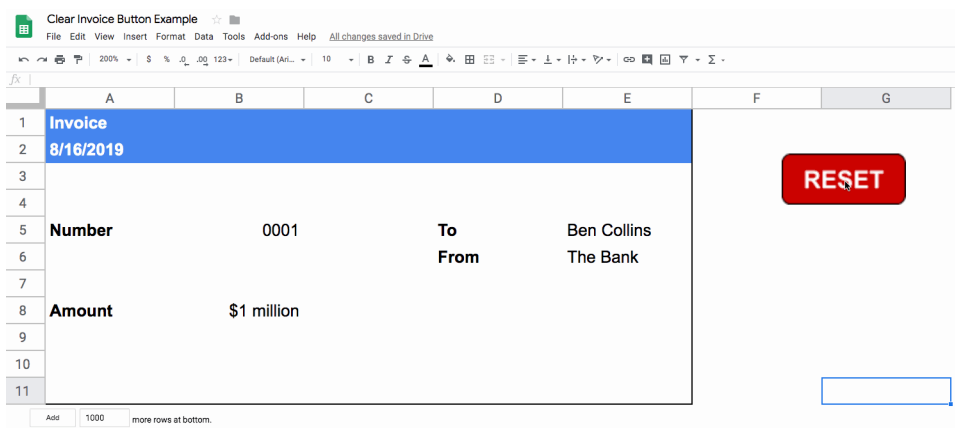 Clear Invoice Button Example
File Edit View Insert Format Data Tools Add-ons Help All changes saved in Drive
200% $ % .0 .00 123 Default (Ari... 10 B I S A Σ
fx
A B C D E F G
1 Invoice
2 8/16/2019
3 RESET
4
5 Number 0001 To Ben Collins
6 From The Bank
7
8 Amount $1 million
9
10
11
Add 1000 more rows at bottom.